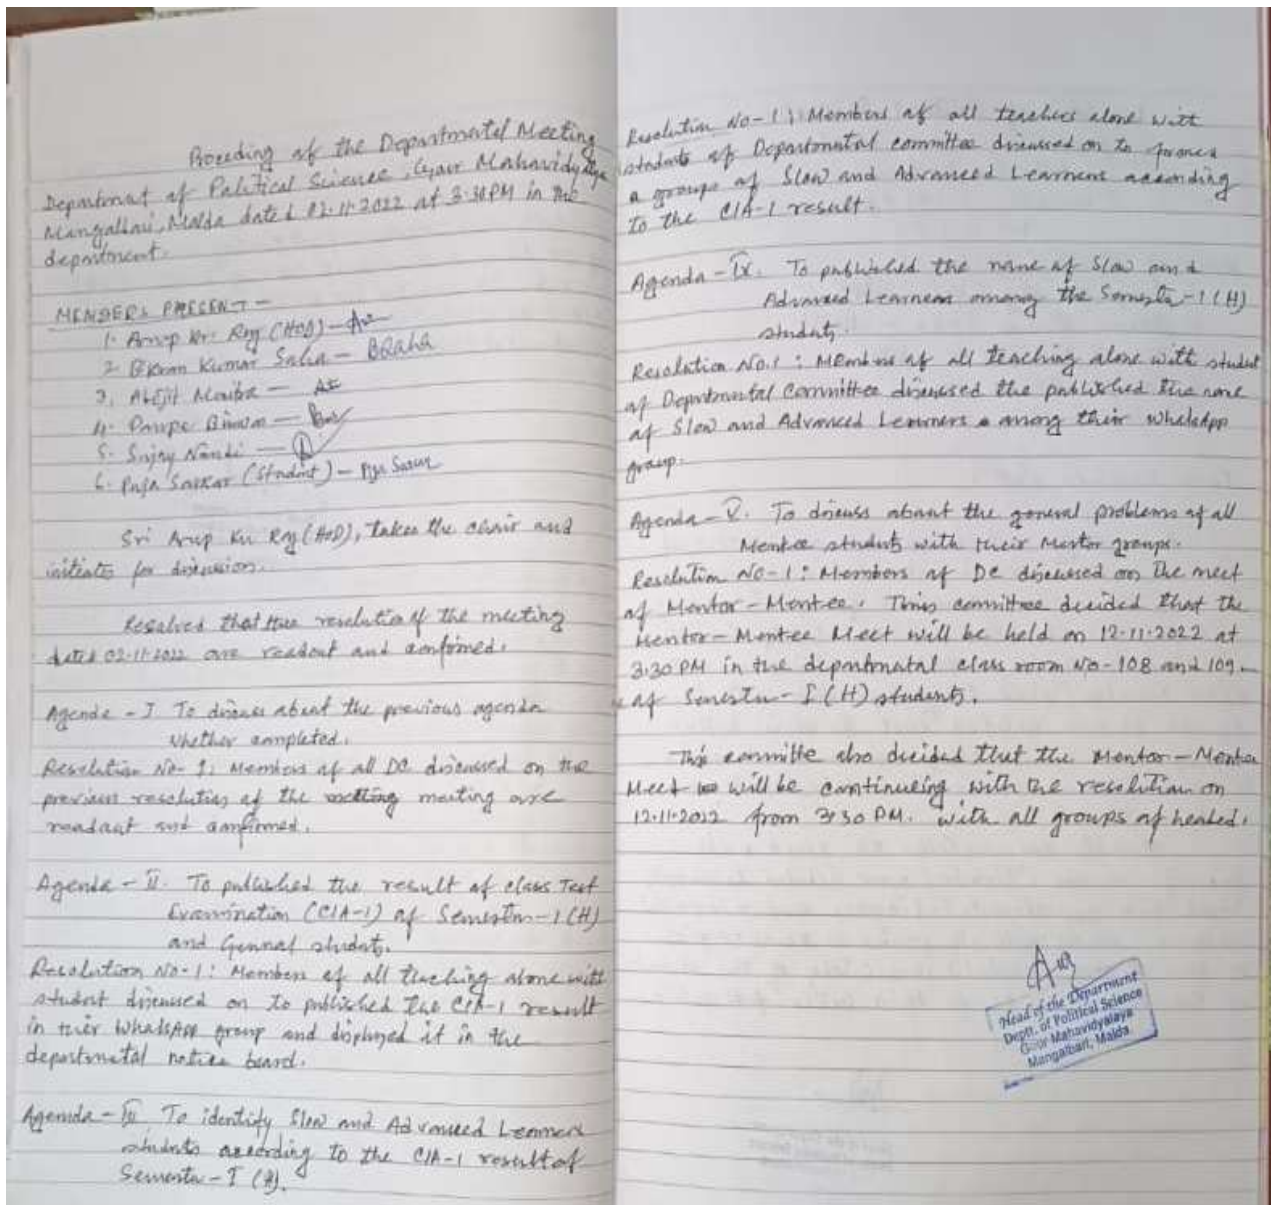 Proceeding of the Departmental Meeting
Department of Political Science, Gour Mahavidyalaya
Mangalbari, Malda dated 02.11.2022 at 3.30PM in the
department.
MEMBERS PRESENT -
1. Arup Kr. Roy (HOD) -
2. Bikram Kumar Saha - BKSaha
3. Abhijit
4. Pampa Biswas -
5. Sujoy Nandi -
6. Puja Sarkar (Student) - Puja Sarkar
Sri Arup Kr Roy (HoD), takes the chair and
initiates for discussion.
Resolved that the resolution of the meeting
dated 02.11.2022 are readout and confirmed.
Agenda - I To discuss about the previous agenda
whether completed.
Resolution No- 1: Members of all DC discussed on the
previous resolution of the meeting are
readout and confirmed.
Agenda - II. To published the result of class Test
Examination (CIA-1) of Semester-1 (H)
and General students.
Resolution No-1: Members of all teaching alone with
student discussed on to published the CIA-1 result
in their WhatsApp group and displayed it in the
departmental notice board.
Agenda - III To identify Slow and Advanced Learners
students according to the CIA-1 result of
Semester - I (H).
Resolution No-1: Members of all teachers alone with
students of Departmental committee discussed on to
a groups of Slow and Advanced Learners according
to the CIA-1 result.
Agenda - IV. To published the name of Slow and
Advanced Learners among the Semester-1 (H)
students.
Resolution No.1: Members of all teaching alone with student
of Departmental Committee discussed the published the name
of Slow and Advanced Learners among their WhatsApp
group.
Agenda - V. To discuss about the general problems of all
Mentee students with their Mentor groups.
Resolution No-1: Members of DC discussed on the meet
of Mentor-Mentee. This committee decided that the
Mentor-Mentee Meet will be held on 12.11.2022 at
3.30 PM in the departmental class room No-108 and 109
of Semester - I (H) students.
This committe also decided that the Mentor-Mentee
Meet will be continueing with the resolution on
12.11.2022 from 3.30 PM. with all groups of headed.
Head of the Department
Deptt. of Political Science
Gour Mahavidyalaya
Mangalbari, Malda